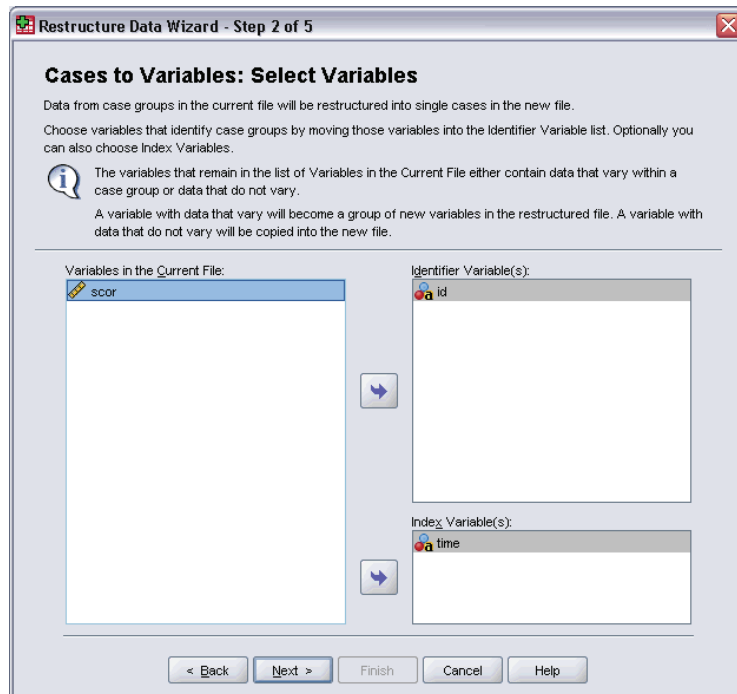 Restructure Data Wizard - Step 2 of 5
Cases to Variables: Select Variables
Data from case groups in the current file will be restructured into single cases in the new file.
Choose variables that identify case groups by moving those variables into the Identifier Variable list. Optionally you
can also choose Index Variables.
The variables that remain in the list of Variables in the Current File either contain data that vary within a
case group or data that do not vary.
A variable with data that vary will become a group of new variables in the restructured file. A variable with
data that do not vary will be copied into the new file.
Variables in the Current File:
scor
Identifier Variable(s):
a id
Index Variable(s):
a time
< Back
Next >
Finish
Cancel
Help